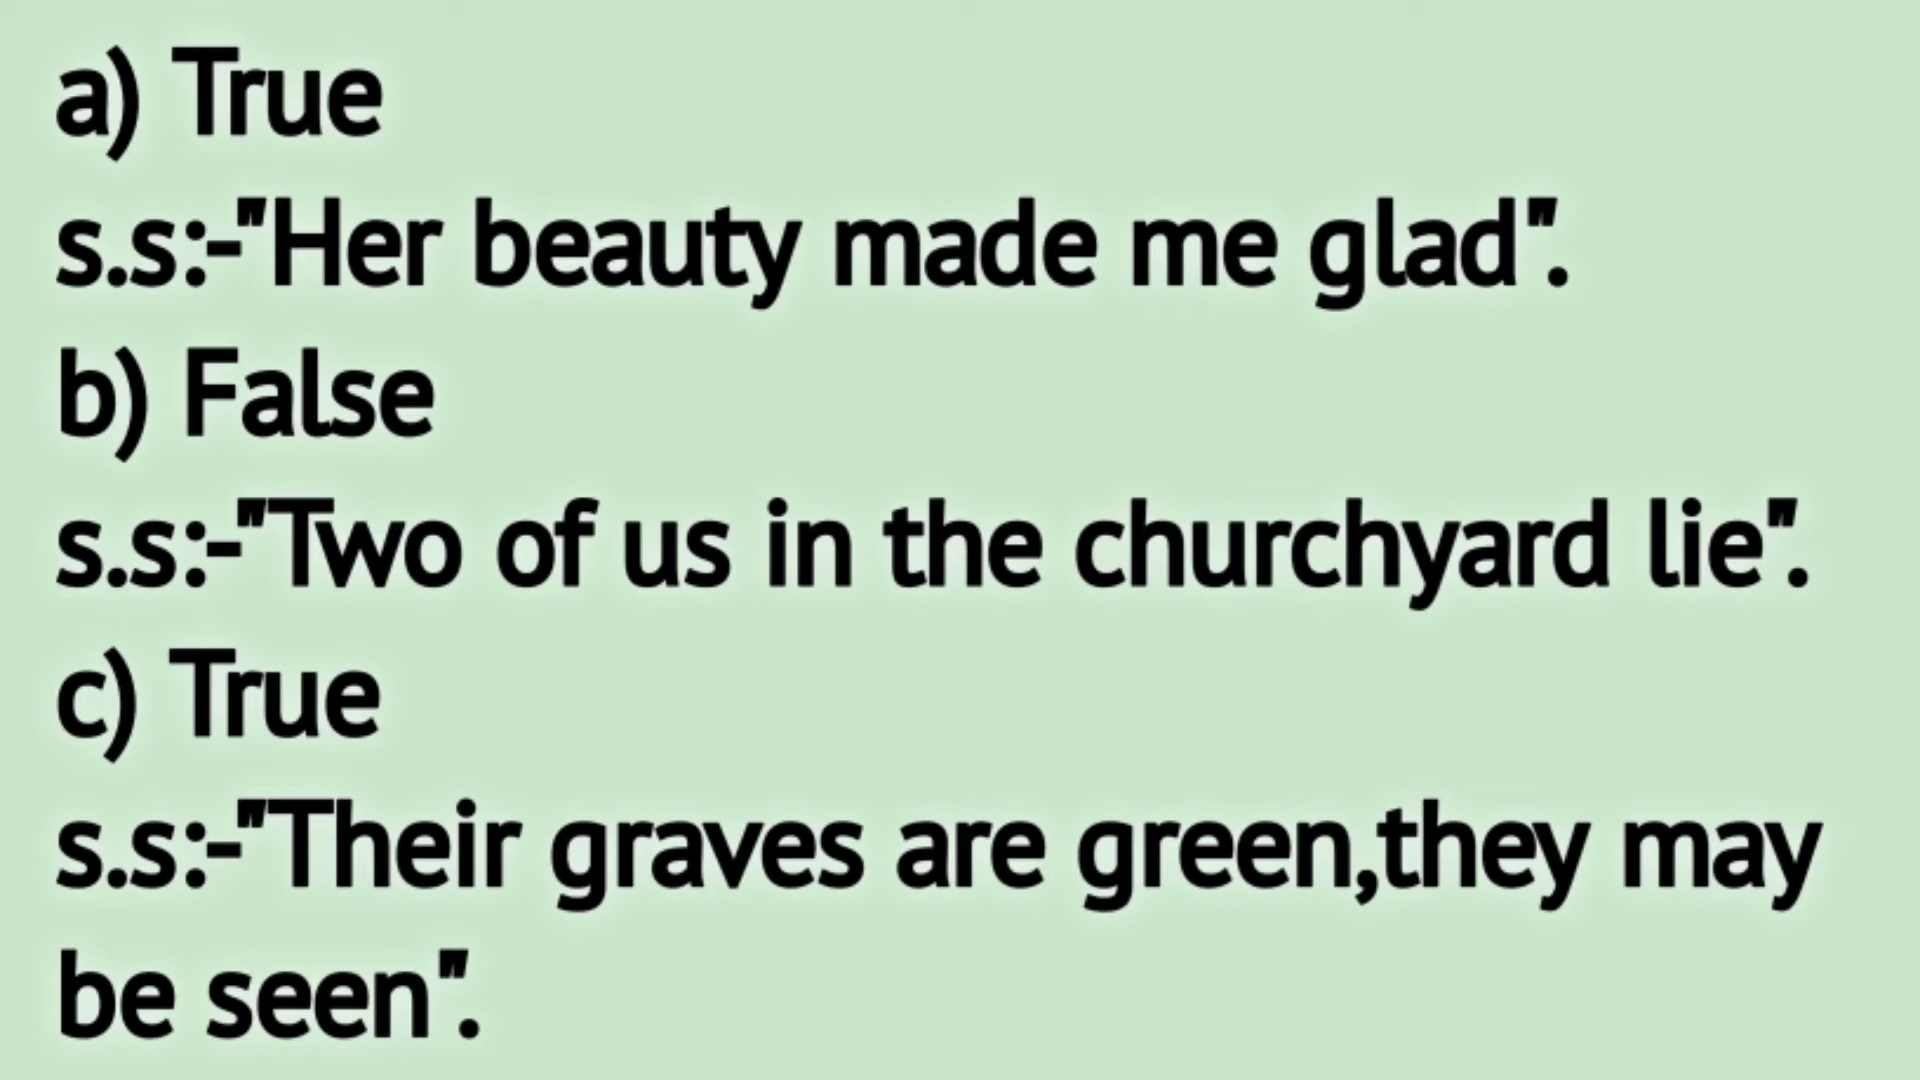 a) True
s.s:-"Her beauty made me glad".
b) False
s.s:-"Two of us in the churchyard lie".
c) True
s.s:-"Their graves are green,they may
be seen".